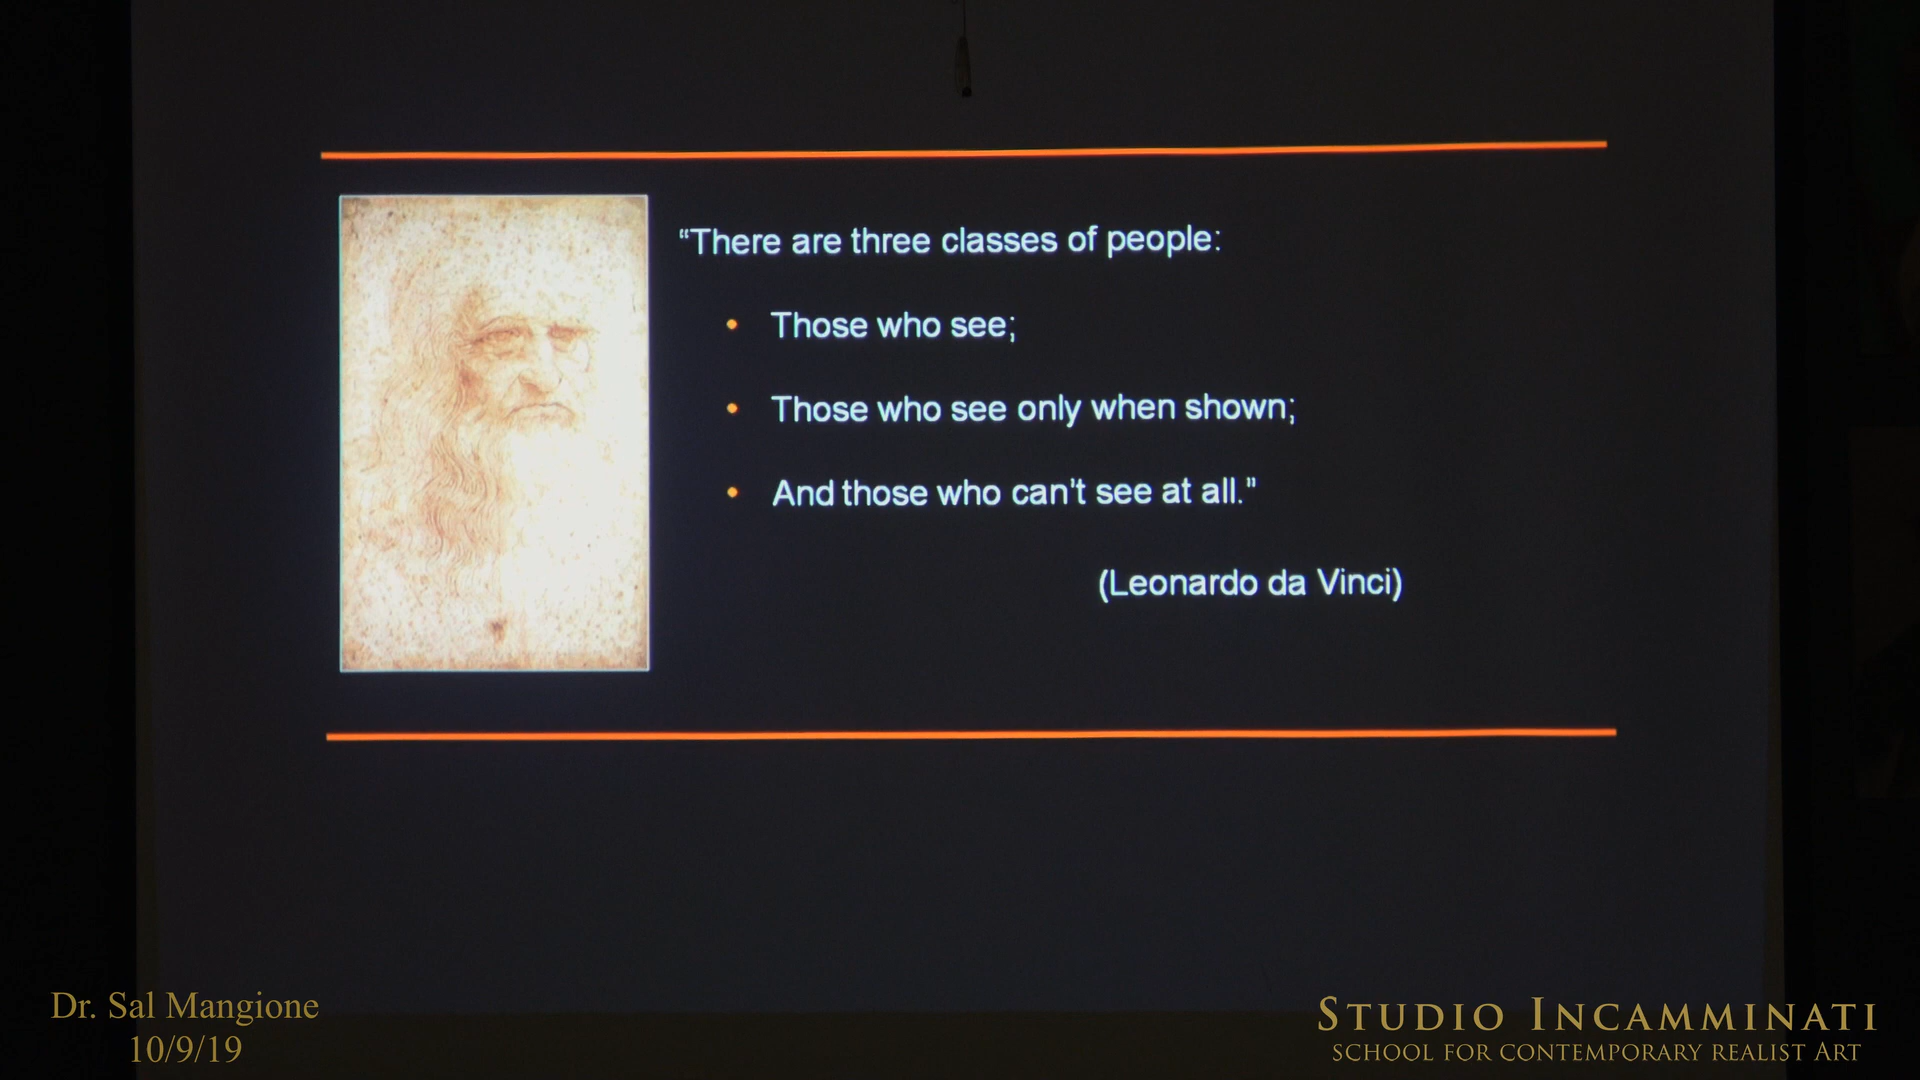 “There are three classes of people:
• Those who see;
• Those who see only when shown;
• And those who can't see at all."
(Leonardo da Vinci)
Dr. Sal Mangione
10/9/19
STUDIO INCAMMINATI
SCHOOL FOR CONTEMPORARY REALIST ART